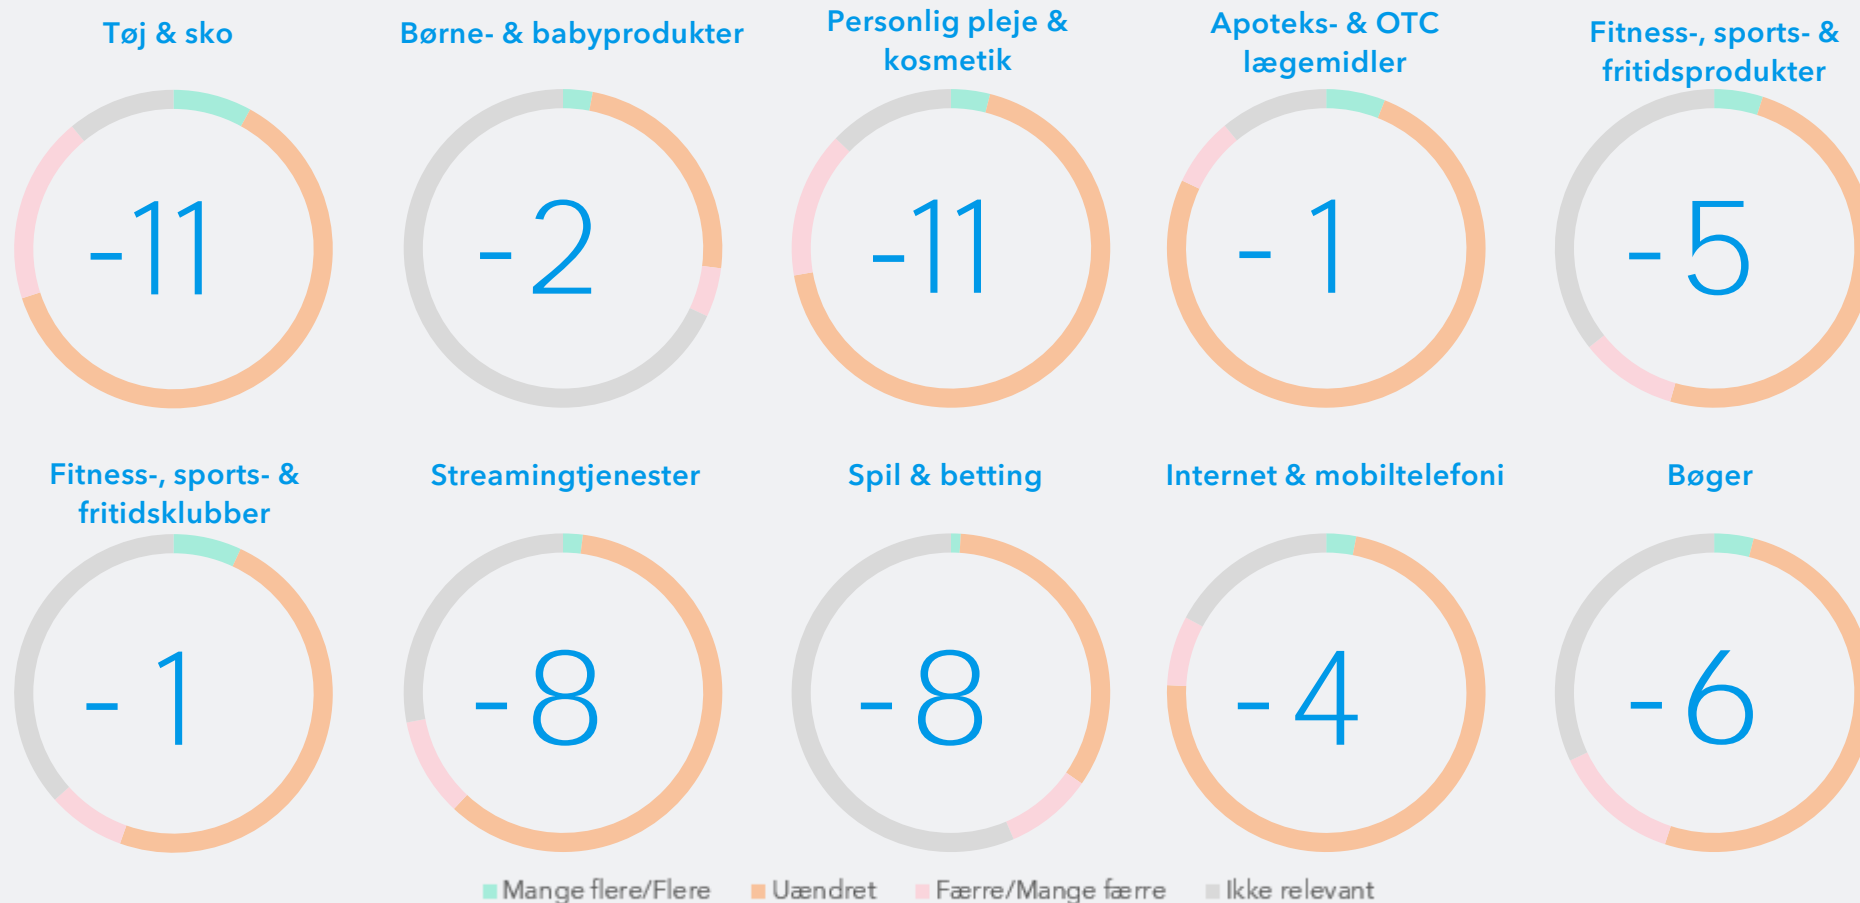 Tøj & sko
Børne- & babyprodukter
Personlig pleje &
kosmetik
Apoteks- & OTC
lægemidler
Fitness-, sports- &
fritidsprodukter
-11
- 2
-11
- 1
- 5
Fitness-, sports- &
fritidsklubber
Streamingtjenester
Spil & betting
Internet & mobiltelefoni
Bøger
- 1
- 8
- 8
- 4
- 6
Mange flere/Flere
Uændret
Færre/Mange færre
Ikke relevant